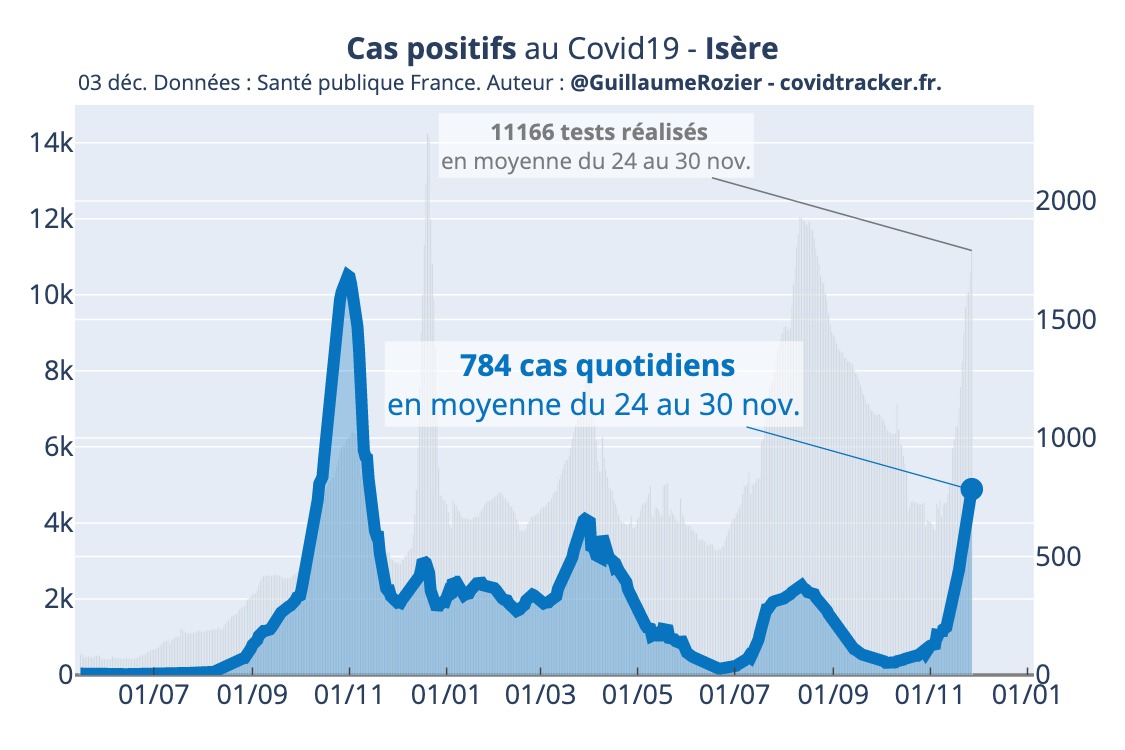 Cas positifs au Covid19 - Isère
03 déc. Données : Santé publique France. Auteur : @GuillaumeRozier - covidtracker.fr.
11166 tests réalisés
en moyenne du 24 au 30 nov.
784 cas quotidiens
en moyenne du 24 au 30 nov.
14k
12k
10k
8k
6k
4k
2k
0
2000
1500
1000
500
0
01/07 01/09 01/11 01/01 01/03 01/05 01/07 01/09 01/11 01/01